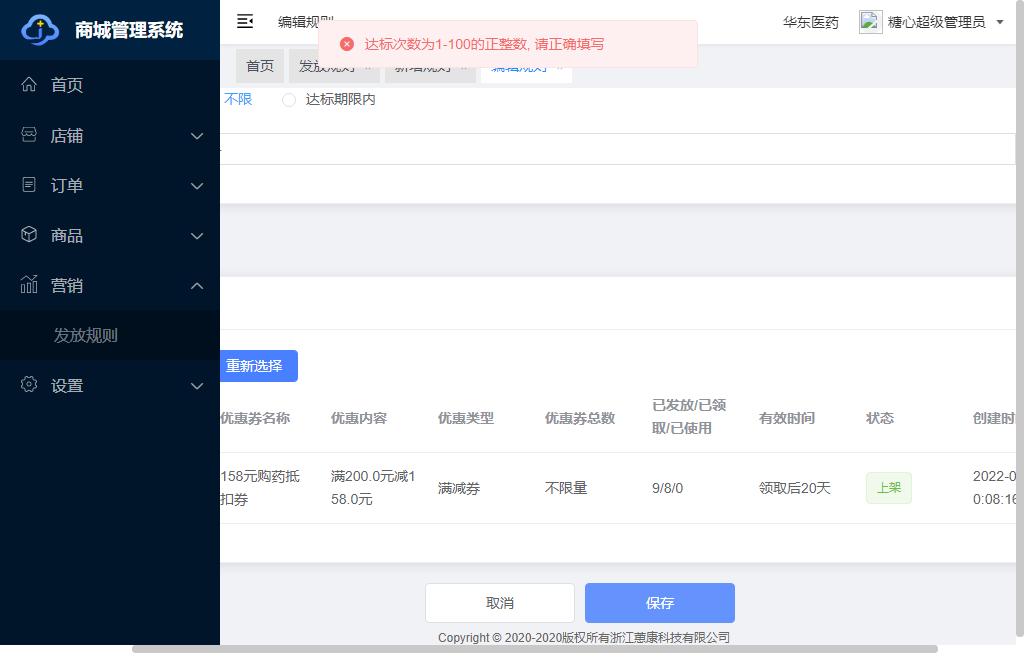 商城管理系统
首页
店铺
订单
商品
营销
发放规则
设置
编辑规则
华东医药
糖心超级管理员
达标次数为1-100的正整数, 请正确填写
首页
发放规则
新增规则
编辑规则
不限
达标期限内
重新选择
优惠券名称
优惠内容
优惠类型
优惠券总数
已发放/已领
取/已使用
有效时间
状态
创建时
158元购药抵
扣券
满200.0元减1
58.0元
满减券
不限量
9/8/0
领取后20天
上架
2022-0
0:08:16
取消
保存
Copyright © 2020-2020版权所有浙江蒽康科技有限公司